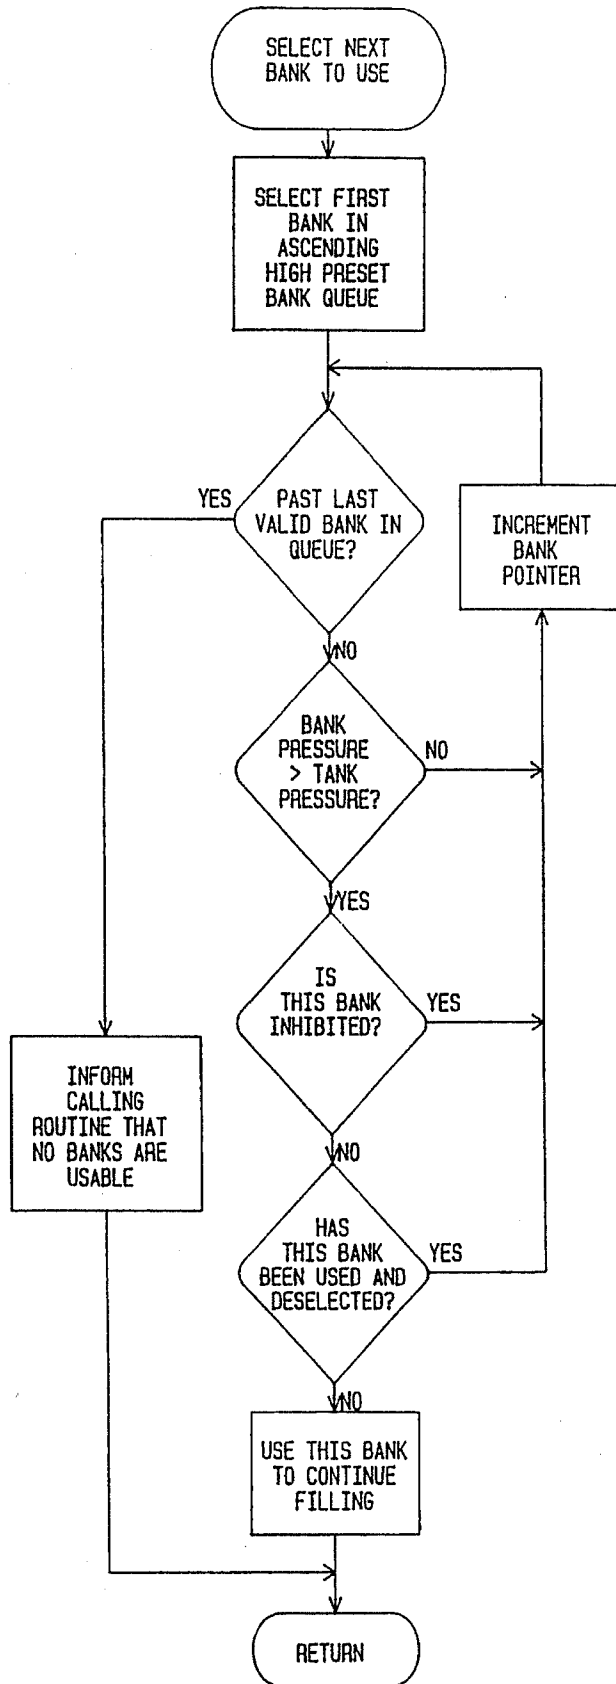 SELECT NEXT
BANK TO USE
SELECT FIRST
BANK IN
ASCENDING
HIGH PRESET
BANK QUEUE
YES
PAST LAST
VALID BANK IN
QUEUE?
INCREMENT
BANK
POINTER
NO
BANK
PRESSURE
> TANK
PRESSURE?
NO
YES
IS
THIS BANK
INHIBITED?
YES
INFORM
CALLING
ROUTINE THAT
NO BANKS ARE
USABLE
NO
HAS
THIS BANK
BEEN USED AND
DESELECTED?
YES
NO
USE THIS BANK
TO CONTINUE
FILLING
RETURN